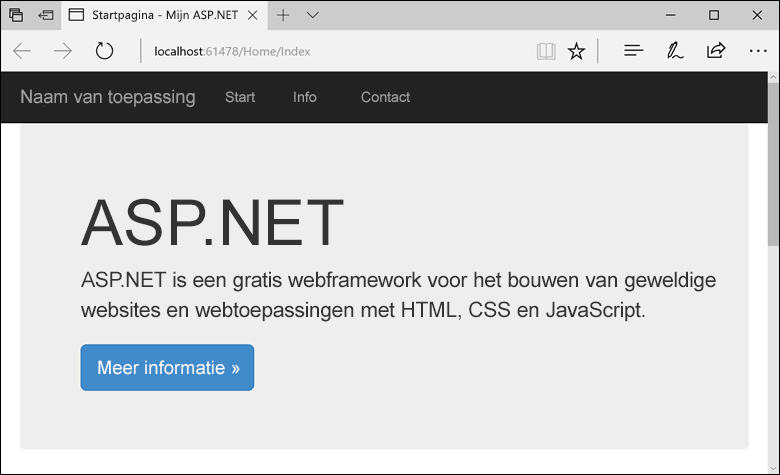 Startpagina - Mijn ASP.NET
localhost:61478/Home/Index
Naam van toepassing Start Info Contact
ASP.NET
ASP.NET is een gratis webframework voor het bouwen van geweldige
websites en webtoepassingen met HTML, CSS en JavaScript.
Meer informatie »